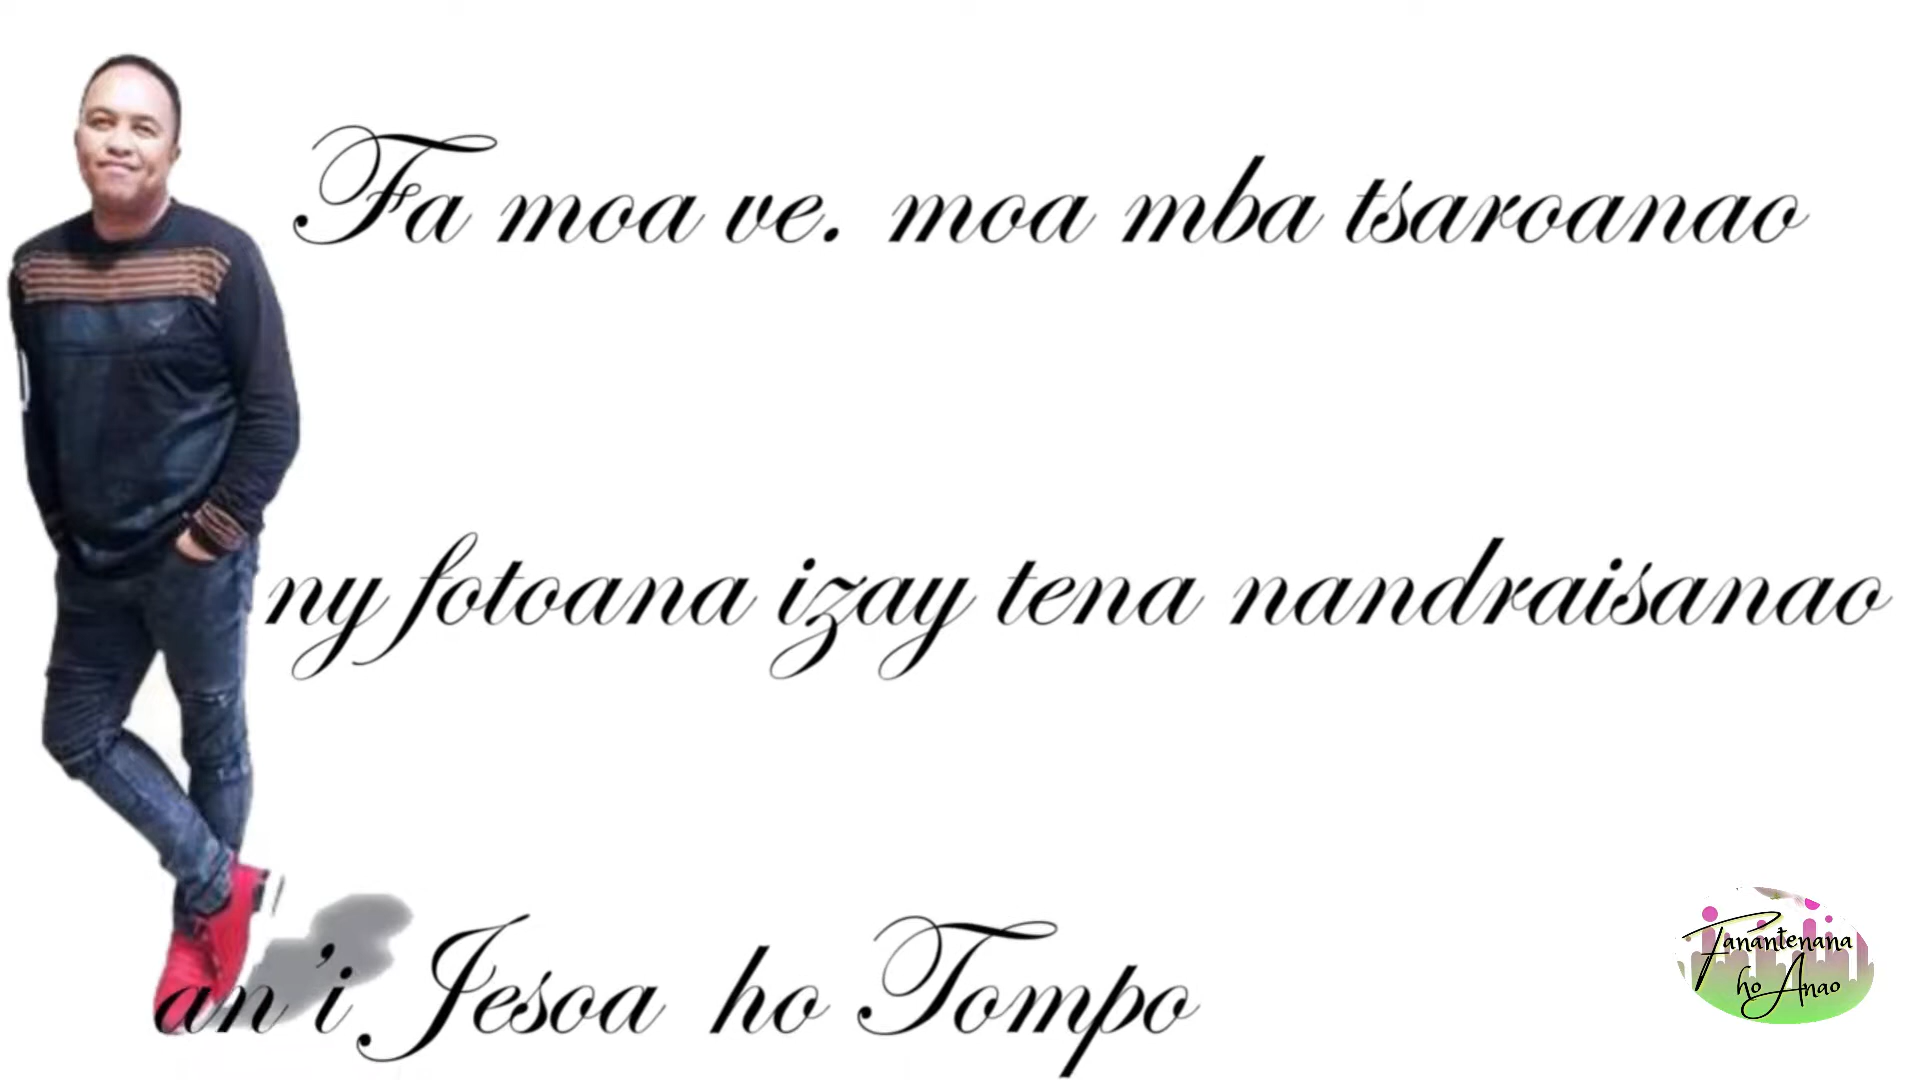 Fa moa ve. moa mba tsaroanao
ny fotoana izay tena nandraisanao
an'i Jesoa ho Tompo
Fanantenana
ho Anao